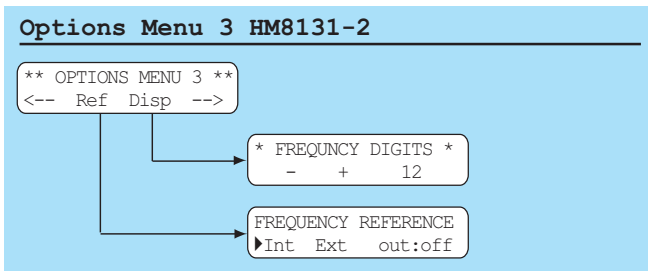 Options Menu 3 HM8131-2
** OPTIONS MENU 3 **
<-- Ref Disp -->
* FREQUNCY DIGITS *
- + 12
FREQUENCY REFERENCE
Int Ext out:off